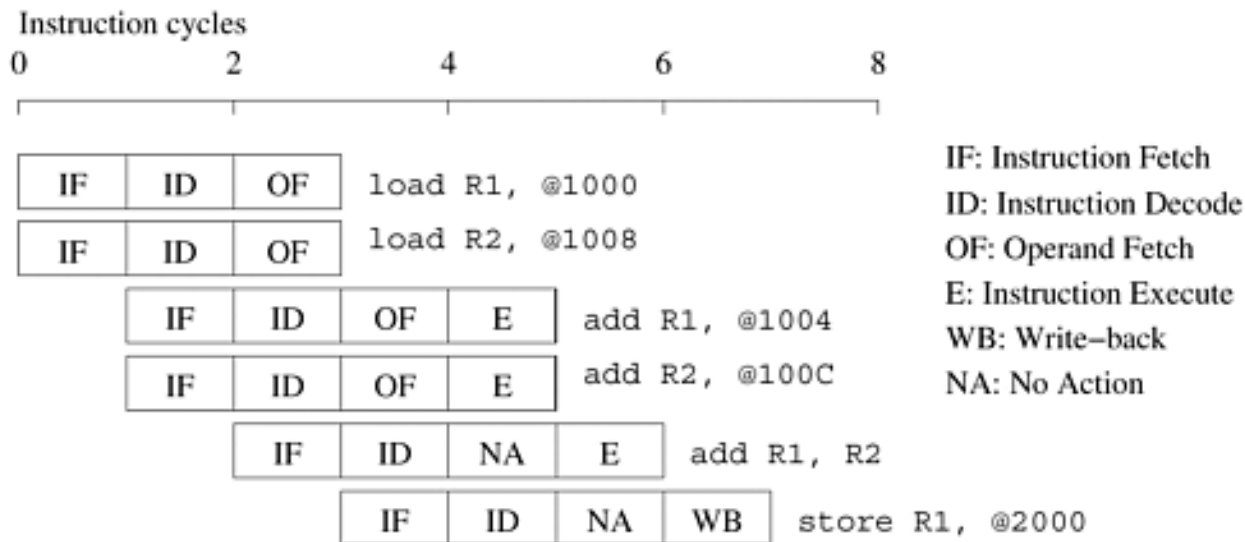 Instruction cycles
0 2 4 6 8
IF ID OF load R1, @1000
IF ID OF load R2, @1008
IF ID OF E add R1, @1004
IF ID OF E add R2, @100C
IF ID NA E add R1, R2
IF ID NA WB store R1, @2000
IF: Instruction Fetch
ID: Instruction Decode
OF: Operand Fetch
E: Instruction Execute
WB: Write−back
NA: No Action